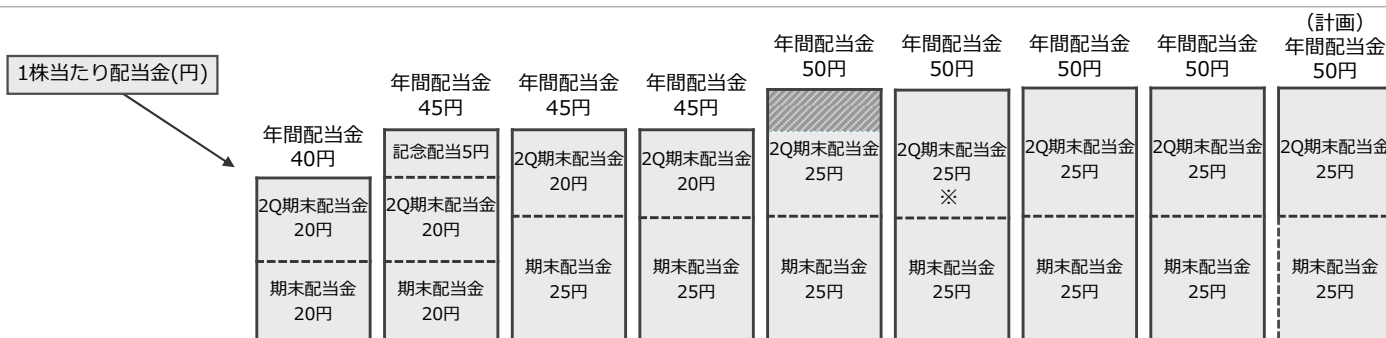 1株当たり配当金(円)
年間配当金
40円
2Q期末配当金
20円
期末配当金
20円
年間配当金
45円
記念配当5円
2Q期末配当金
20円
期末配当金
20円
年間配当金
45円
2Q期末配当金
20円
期末配当金
25円
年間配当金
45円
2Q期末配当金
20円
期末配当金
25円
年間配当金
50円
2Q期末配当金
25円
期末配当金
25円
年間配当金
50円
2Q期末配当金
25円
※
期末配当金
25円
年間配当金
50円
2Q期末配当金
25円
期末配当金
25円
年間配当金
50円
2Q期末配当金
25円
期末配当金
25円
(計画)
年間配当金
50円
2Q期末配当金
25円
期末配当金
25円